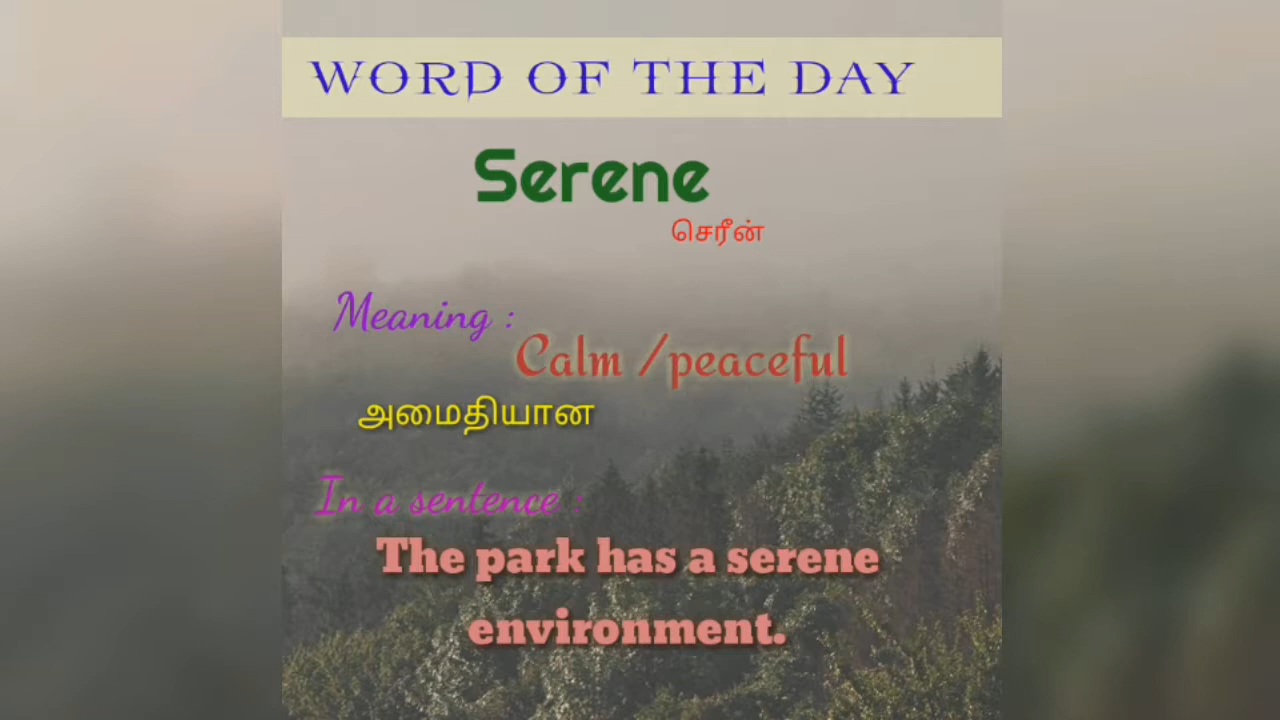 WORD OF THE DAY
Serene
செரீன்
Meaning :
Calm /peaceful
அமைதியான
In a sentence :
The park has a serene
environment.